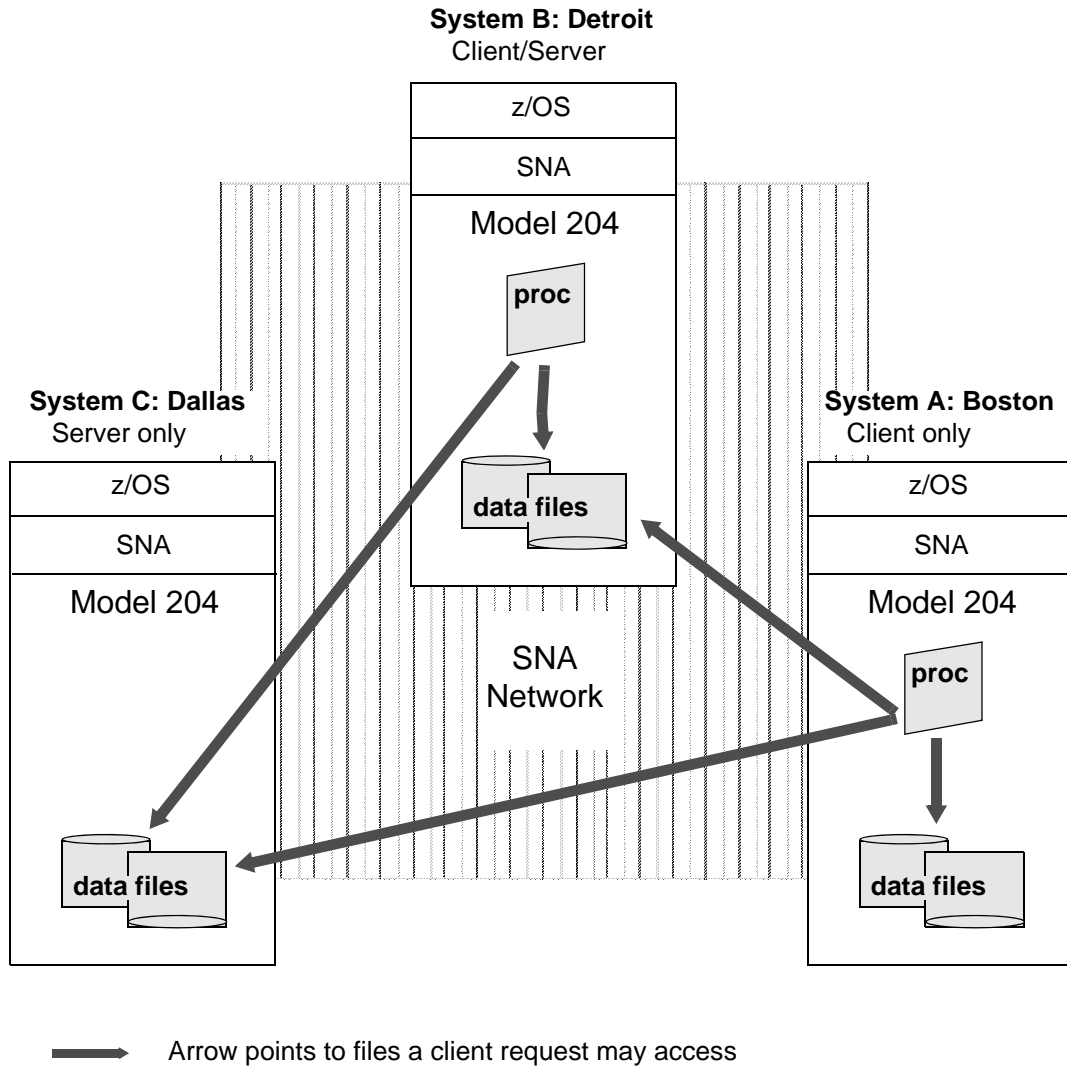 System B: Detroit
Client/Server
z/OS
SNA
Model 204
proc
data files
System C: Dallas
Server only
z/OS
SNA
Model 204
data files
SNA
Network
System A: Boston
Client only
z/OS
SNA
Model 204
proc
data files
Arrow points to files a client request may access